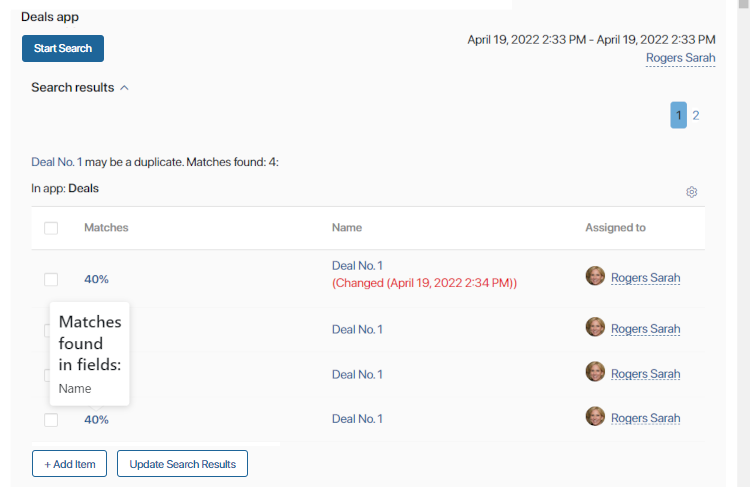 Deals app
Start Search
April 19, 2022 2:33 PM - April 19, 2022 2:33 PM
Rogers Sarah
Search results
1 2
Deal No. 1 may be a duplicate. Matches found: 4:
In app: Deals
Matches Name Assigned to
40% Deal No. 1 Rogers Sarah
(Changed (April 19, 2022 2:34 PM))
Matches
found
in fields:
Name
Deal No. 1 Rogers Sarah
Deal No. 1 Rogers Sarah
40% Deal No. 1 Rogers Sarah
+ Add Item Update Search Results